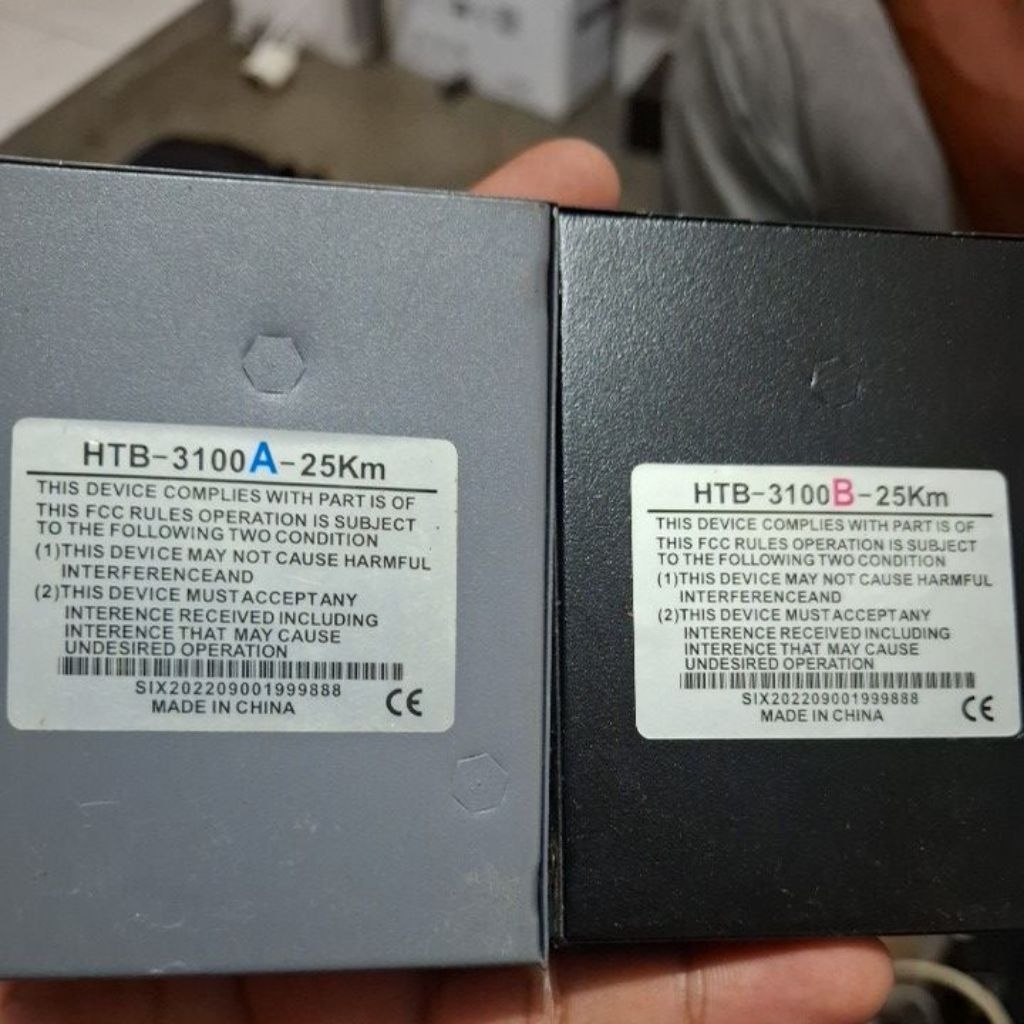 HTB-3100A-25Km
THIS DEVICE COMPLIES WITH PART IS OF
THIS FCC RULES OPERATION IS SUBJECT
TO THE FOLLOWING TWO CONDITION
(1)THIS DEVICE MAY NOT CAUSE HARMFUL
INTERFERENCEAND
(2)THIS DEVICE MUST ACCEPT ANY
INTERENCE RECEIVED INCLUDING
INTERENCE THAT MAY CAUSE
UNDESIRED OPERATION
SIX202209001999888
MADE IN CHINA
CE
HTB-3100B-25Km
THIS DEVICE COMPLIES WITH PART IS OF
THIS FCC RULES OPERATION IS SUBJECT
TO THE FOLLOWING TWO CONDITION
(1)THIS DEVICE MAY NOT CAUSE HARMFUL
INTERFERENCEAND
(2)THIS DEVICE MUST ACCEPT ANY
INTERENCE RECEIVED INCLUDING
INTERENCE THAT MAY CAUSE
UNDESIRED OPERATION
SIX202209001999888
MADE IN CHINA
CE